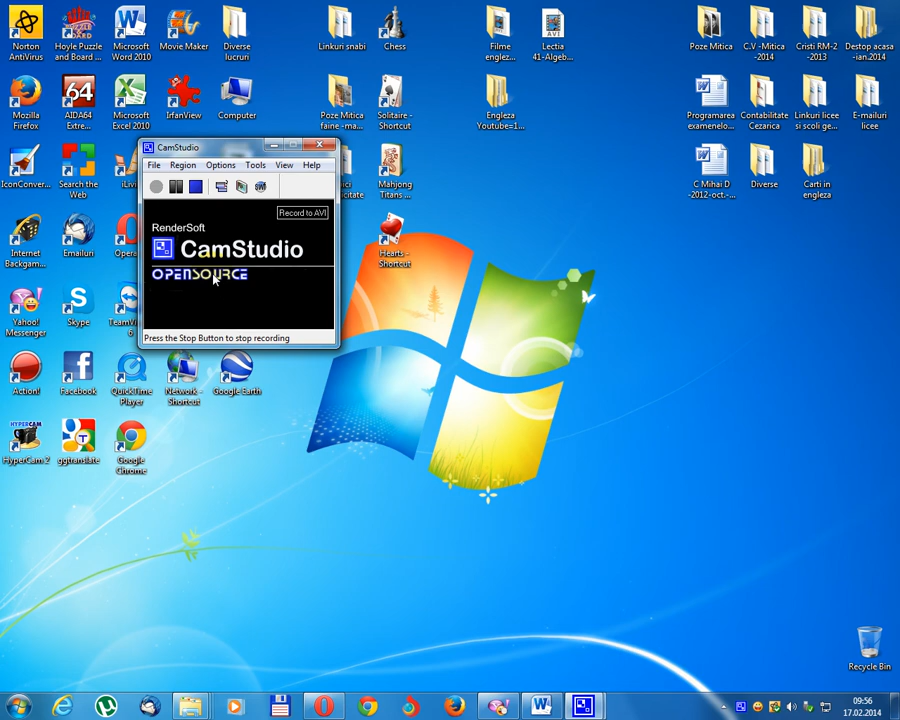 Norton
AntiVirus
Hoyle Puzzle
and Board ...
Microsoft
Word 2010
Movie Maker
Diverse
lucruri
Linkuri snabi
Chess
Filme
englez...
Lectia
41-Algeb...
Poze Mitica
C.V -Mitica
-2014
Cristi RM-2
-2013
Destop acasa
-ian.2014
Mozilla
Firefox
64
AIDA64
Extre...
Microsoft
Excel 2010
IrfanView
Computer
Poze Mitica
faine -ma...
Solitaire -
Shortcut
Engleza
Youtube=1...
Programarea
examenelo...
Contabilitate
Cezarica
Linkuri licee
si scoli ge...
E-mailuri
licee
IconConver...
Search the
Web
Mahjong
Titans ...
C Mihai D
-2012-oct.-...
Diverse
Carti in
engleza
CamStudio
File Region Options Tools View Help
Record to AVI
RenderSoft
CamStudio
OPENSOURCE
Press the Stop Button to stop recording
Internet
Backgam...
Emailuri
Hearts -
Shortcut
Yahoo!
Messenger
Skype
Action!
Facebook
QuickTime
Player
Network -
Shortcut
Google Earth
HYPERCAM
HyperCam 2
ggtranslate
Google
Chrome
Recycle Bin
09:56
17.02.2014